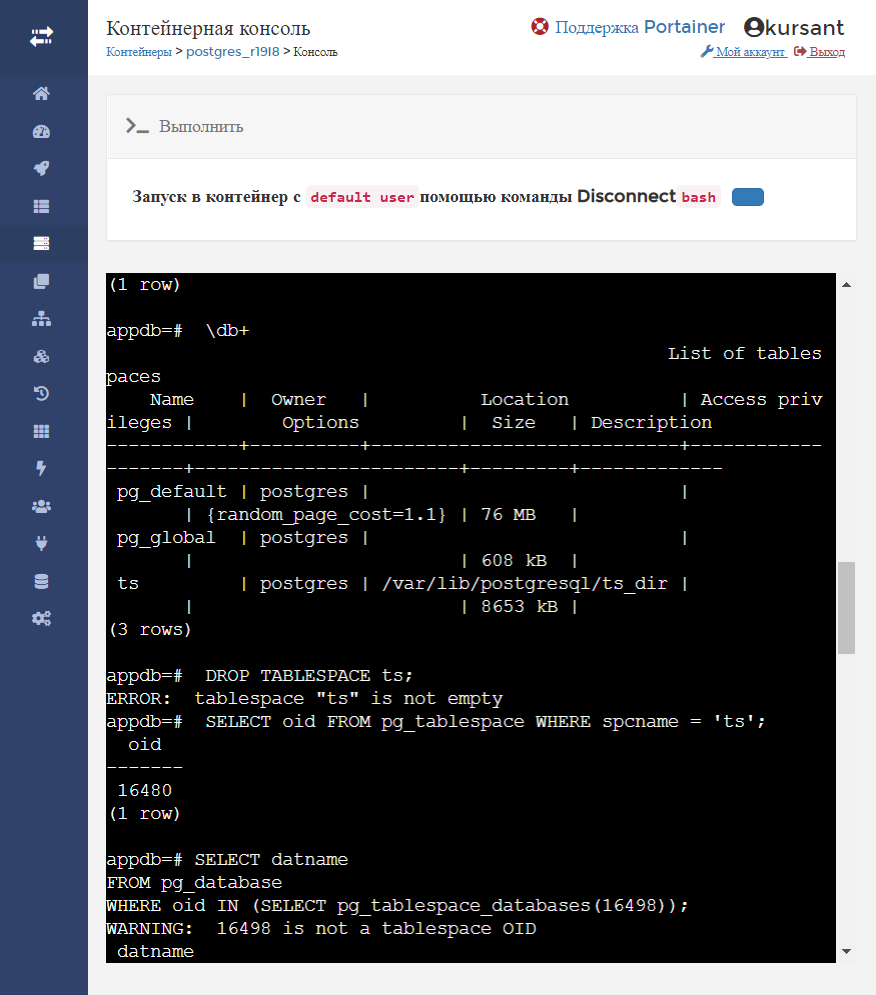 Контейнерная консоль
Контейнеры > postgres_r19l8 > Консоль
Поддержка Portainer
kursant
Мой аккаунт Выход
Выполнить
Запуск в контейнер с default user помощью команды Disconnect bash
(1 row)
appdb=#  \db+
                                                   List of tables
paces
    Name    |  Owner   |          Location          | Access priv
ileges |        Options         |  Size   | Description
------------+----------+----------------------------+------------
-------+------------------------+---------+-------------
 pg_default | postgres |                            |
       | {random_page_cost=1.1} | 76 MB   |
 pg_global  | postgres |                            |
       |                        | 608 kB  |
 ts         | postgres | /var/lib/postgresql/ts_dir |
       |                        | 8653 kB |
(3 rows)
appdb=#  DROP TABLESPACE ts;
ERROR:  tablespace "ts" is not empty
appdb=#  SELECT oid FROM pg_tablespace WHERE spcname = 'ts';
  oid
-------
 16480
(1 row)
appdb=# SELECT datname
FROM pg_database
WHERE oid IN (SELECT pg_tablespace_databases(16498));
WARNING:  16498 is not a tablespace OID
 datname